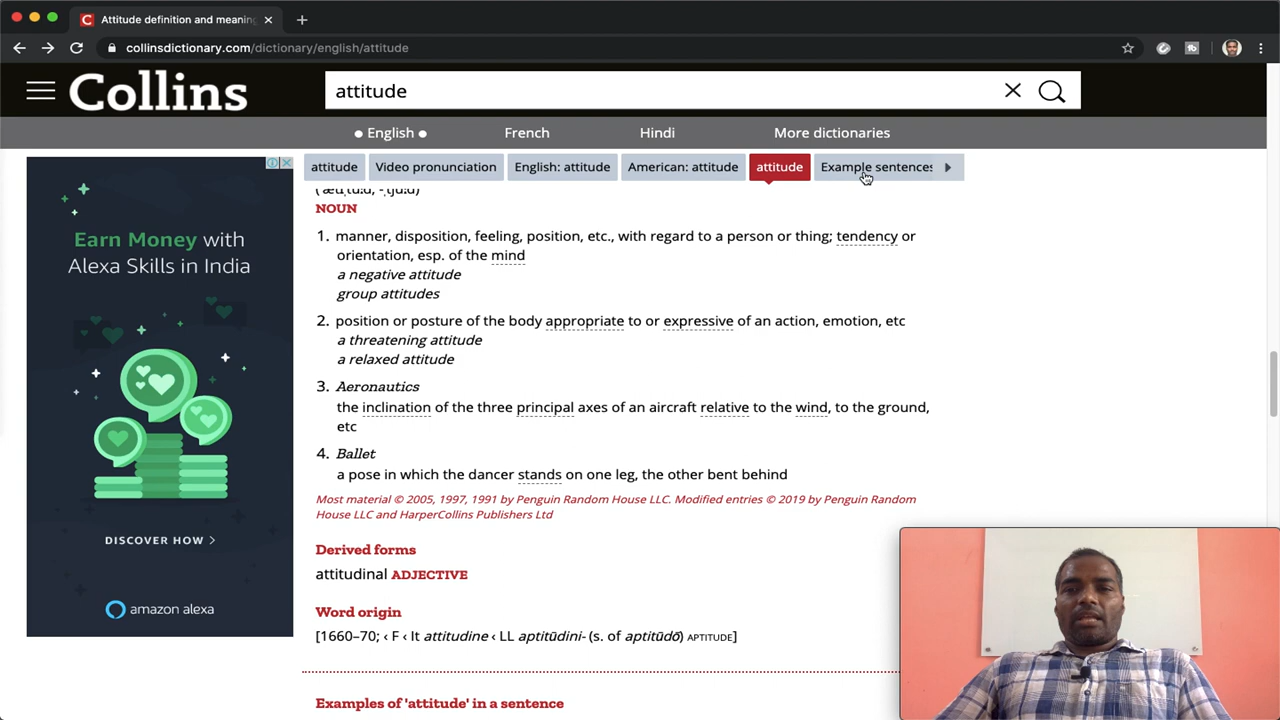 Attitude definition and meaning
collinsdictionary.com/dictionary/english/attitude
Collins
attitude
English
French
Hindi
More dictionaries
attitude
Video pronunciation
English: attitude
American: attitude
attitude
Example sentences
Earn Money with
Alexa Skills in India
DISCOVER HOW >
amazon alexa
NOUN
1. manner, disposition, feeling, position, etc., with regard to a person or thing; tendency or
orientation, esp. of the mind
a negative attitude
group attitudes
2. position or posture of the body appropriate to or expressive of an action, emotion, etc
a threatening attitude
a relaxed attitude
3. Aeronautics
the inclination of the three principal axes of an aircraft relative to the wind, to the ground,
etc
4. Ballet
a pose in which the dancer stands on one leg, the other bent behind
Most material © 2005, 1997, 1991 by Penguin Random House LLC. Modified entries © 2019 by Penguin Random
House LLC and HarperCollins Publishers Ltd
Derived forms
attitudinal ADJECTIVE
Word origin
[1660–70; ‹ F ‹ It attitudine ‹ LL aptitūdini- (s. of aptitūdō) APTITUDE]
Examples of 'attitude' in a sentence